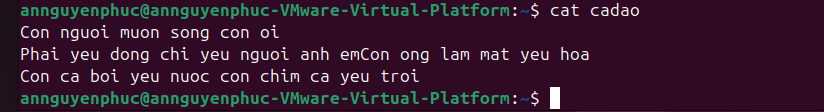 annguyenphuc@annguyenphuc-VMware-Virtual-Platform:~$ cat cadao
Con nguoi muon song con oi
Phai yeu dong chi yeu nguoi anh emCon ong lam mat yeu hoa
Con ca boi yeu nuoc con chim ca yeu troi
annguyenphuc@annguyenphuc-VMware-Virtual-Platform:~$